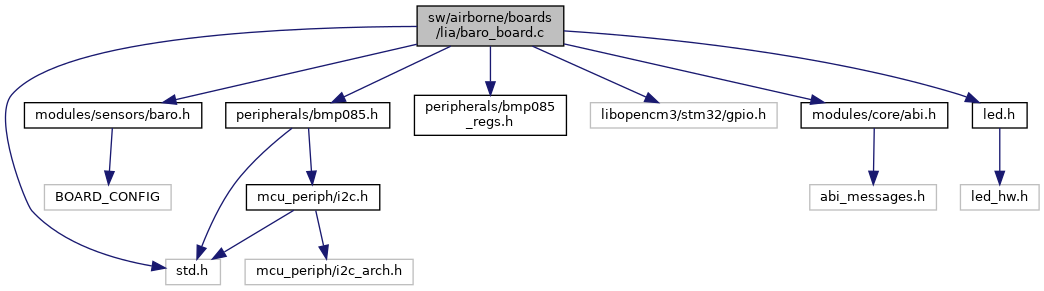 sw/airborne/boards
/lia/baro_board.c
modules/sensors/baro.h
peripherals/bmp085.h
peripherals/bmp085
_regs.h
libopencm3/stm32/gpio.h
modules/core/abi.h
led.h
BOARD_CONFIG
mcu_periph/i2c.h
abi_messages.h
led_hw.h
std.h
mcu_periph/i2c_arch.h